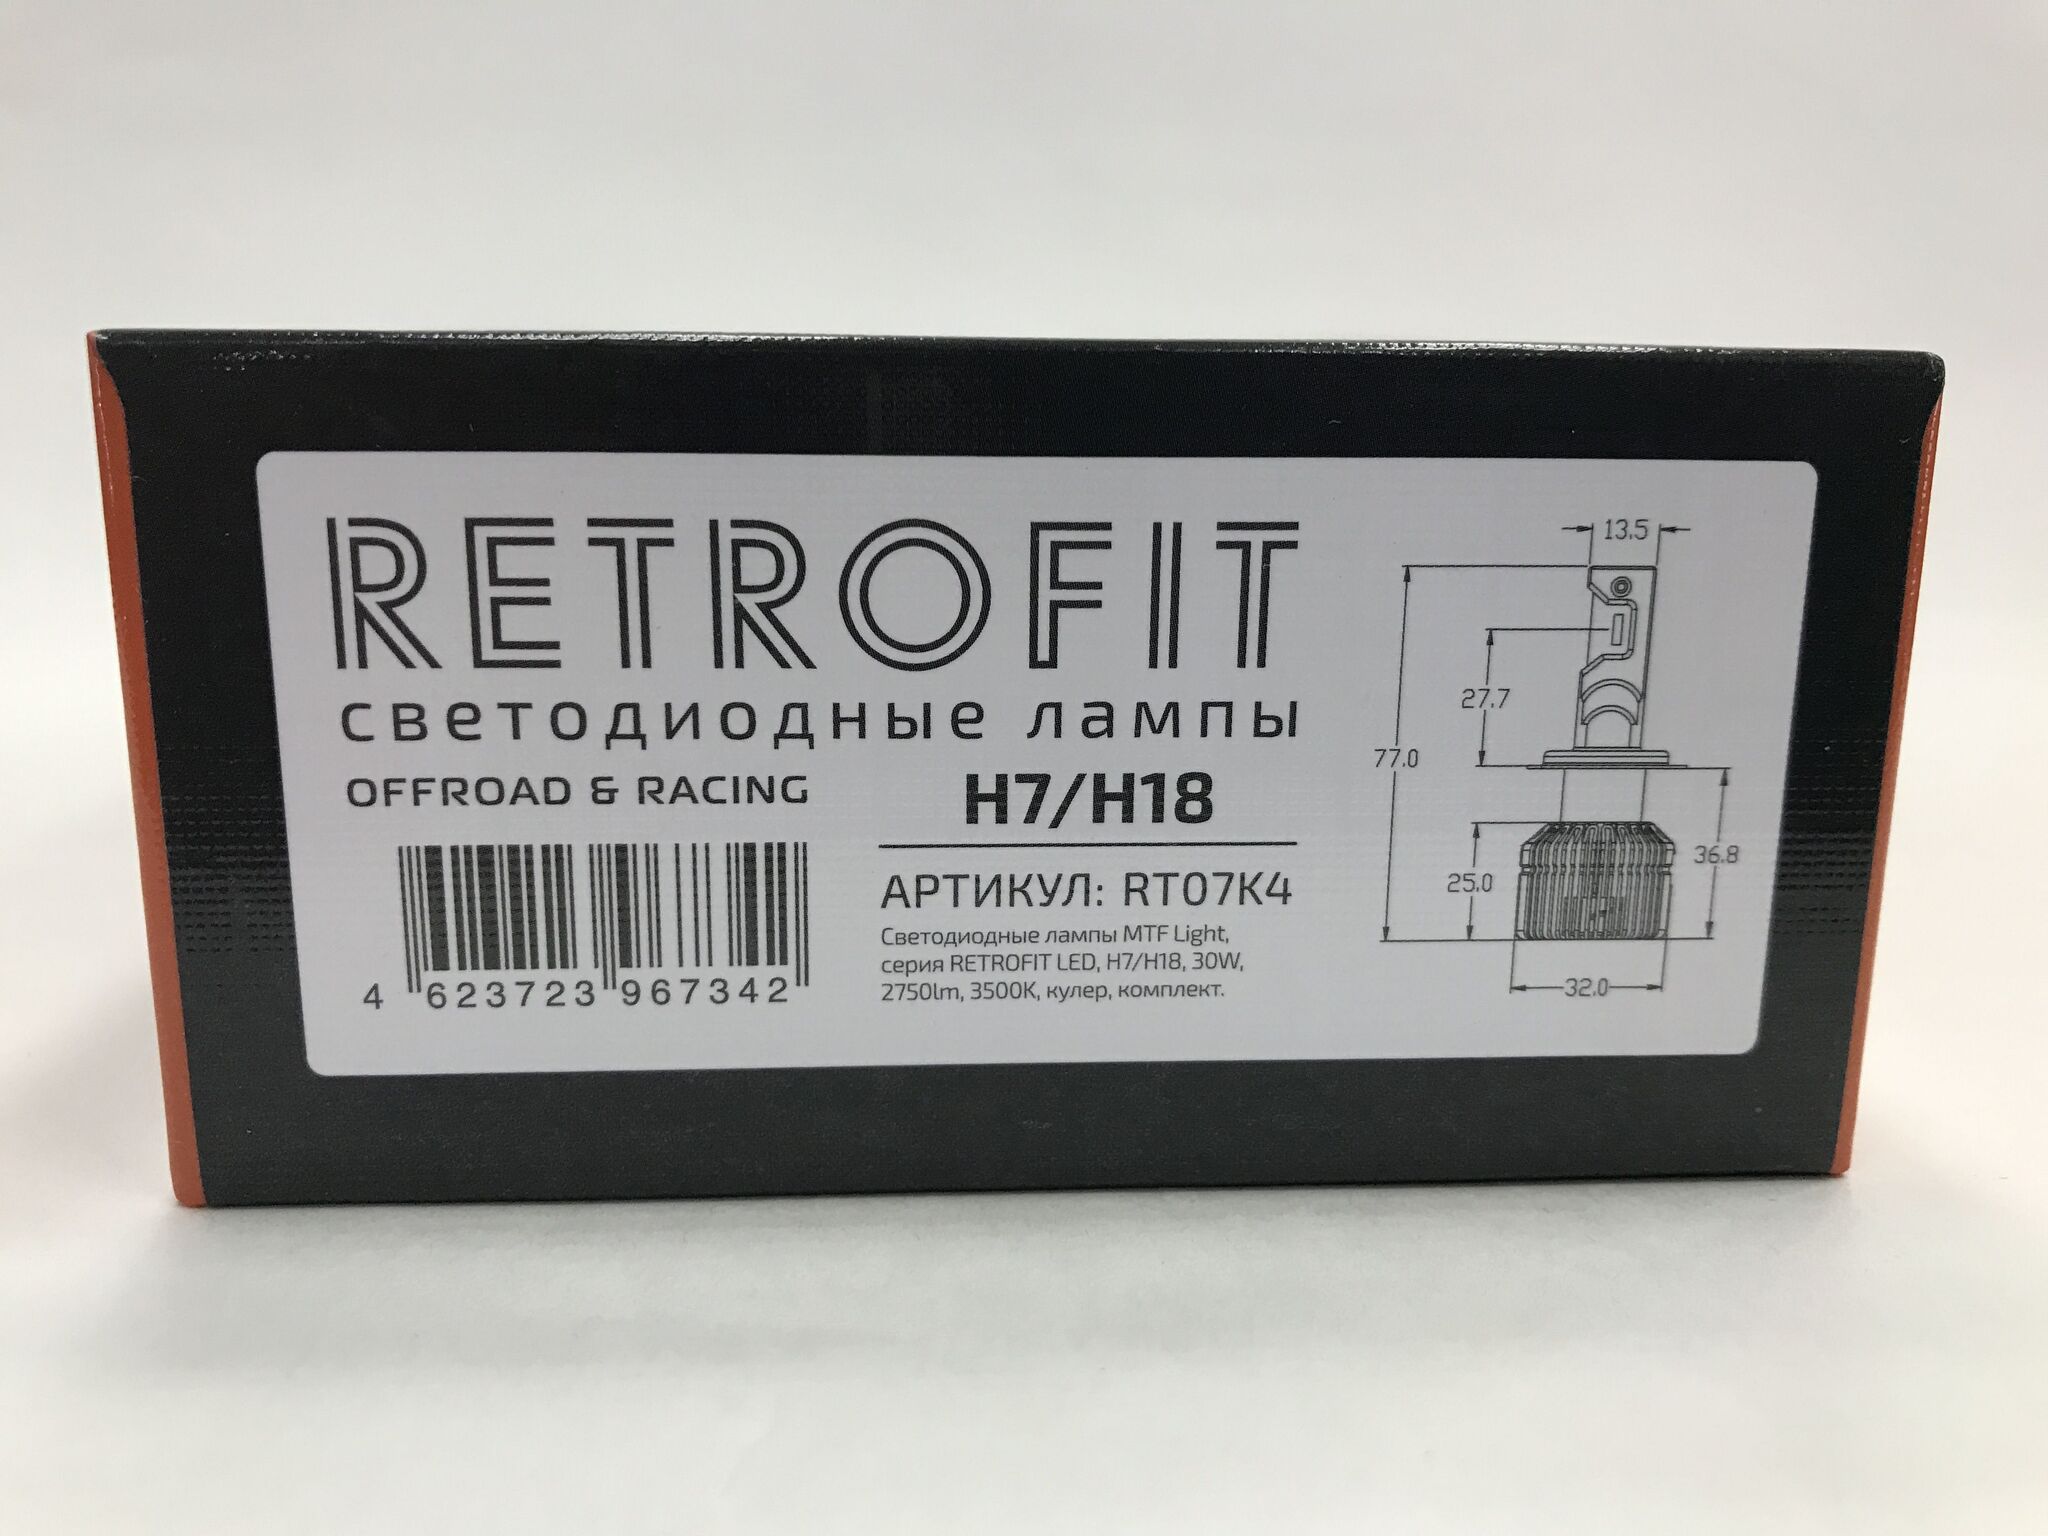 RETROFIT
светодиодные лампы
OFFROAD & RACING
H7/H18
АРТИКУЛ: RT07K4
Светодиодные лампы MTF Light,
серия RETROFIT LED, H7/H18, 30W,
2750lm, 3500K, кулер, комплект.
4 623723 967342
13.5
27.7
77.0
36.8
25.0
32.0